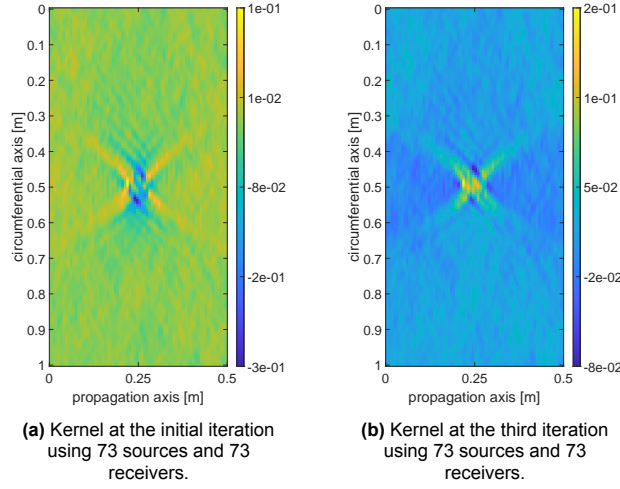 0
0.1
0.2
0.3
0.4
0.5
0.6
0.7
0.8
0.9
1
circumferential axis [m]
0
0.25
0.5
propagation axis [m]
1e-01
1e-02
-8e-02
-2e-01
-3e-01
0
0.1
0.2
0.3
0.4
0.5
0.6
0.7
0.8
0.9
1
circumferential axis [m]
0
0.25
0.5
propagation axis [m]
2e-01
1e-01
5e-02
-2e-02
-8e-02
(a) Kernel at the initial iteration
using 73 sources and 73
receivers.
(b) Kernel at the third iteration
using 73 sources and 73
receivers.